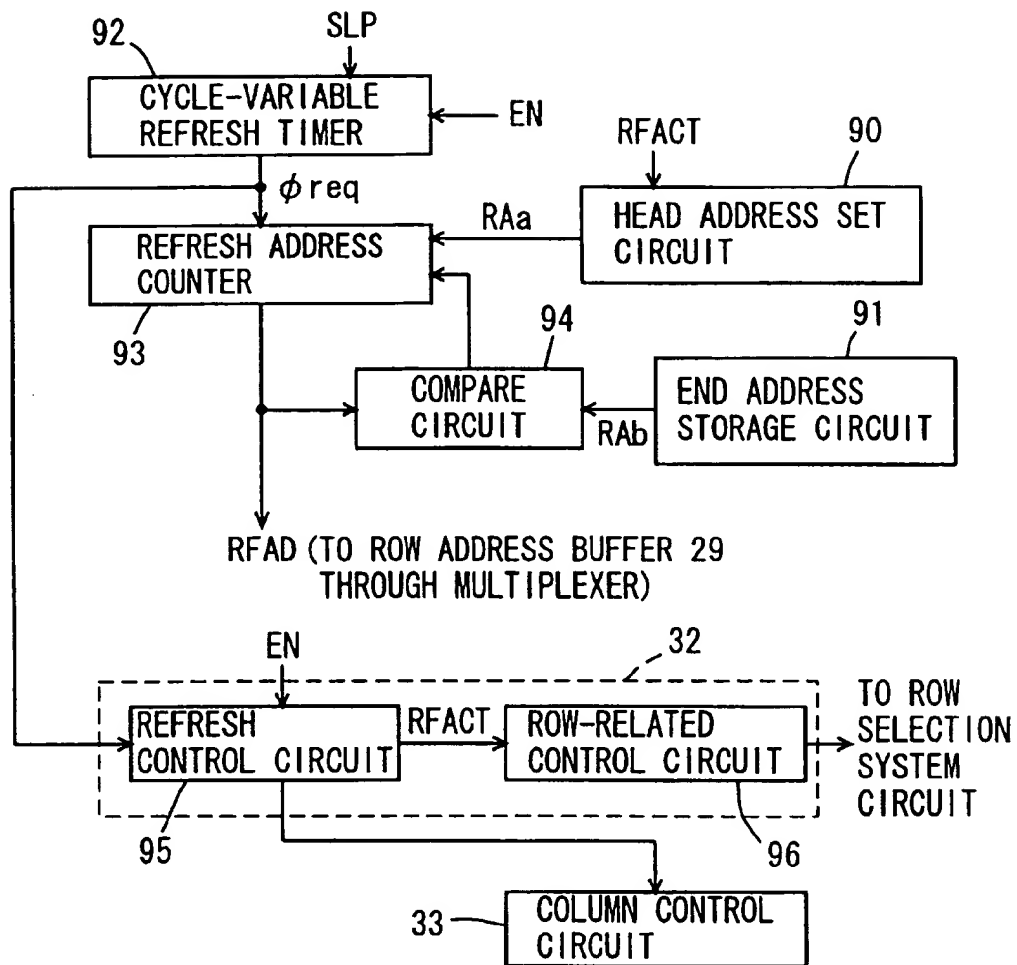 92
SLP
CYCLE-VARIABLE
REFRESH TIMER
EN
RFACT
90
φreq
RAa
HEAD ADDRESS SET
CIRCUIT
REFRESH ADDRESS
COUNTER
93
94
91
COMPARE
CIRCUIT
RAb
END ADDRESS
STORAGE CIRCUIT
RFAD (TO ROW ADDRESS BUFFER 29
THROUGH MULTIPLEXER)
EN
32
REFRESH
CONTROL CIRCUIT
RFACT
ROW-RELATED
CONTROL CIRCUIT
TO ROW
SELECTION
SYSTEM
CIRCUIT
95
96
33
COLUMN CONTROL
CIRCUIT